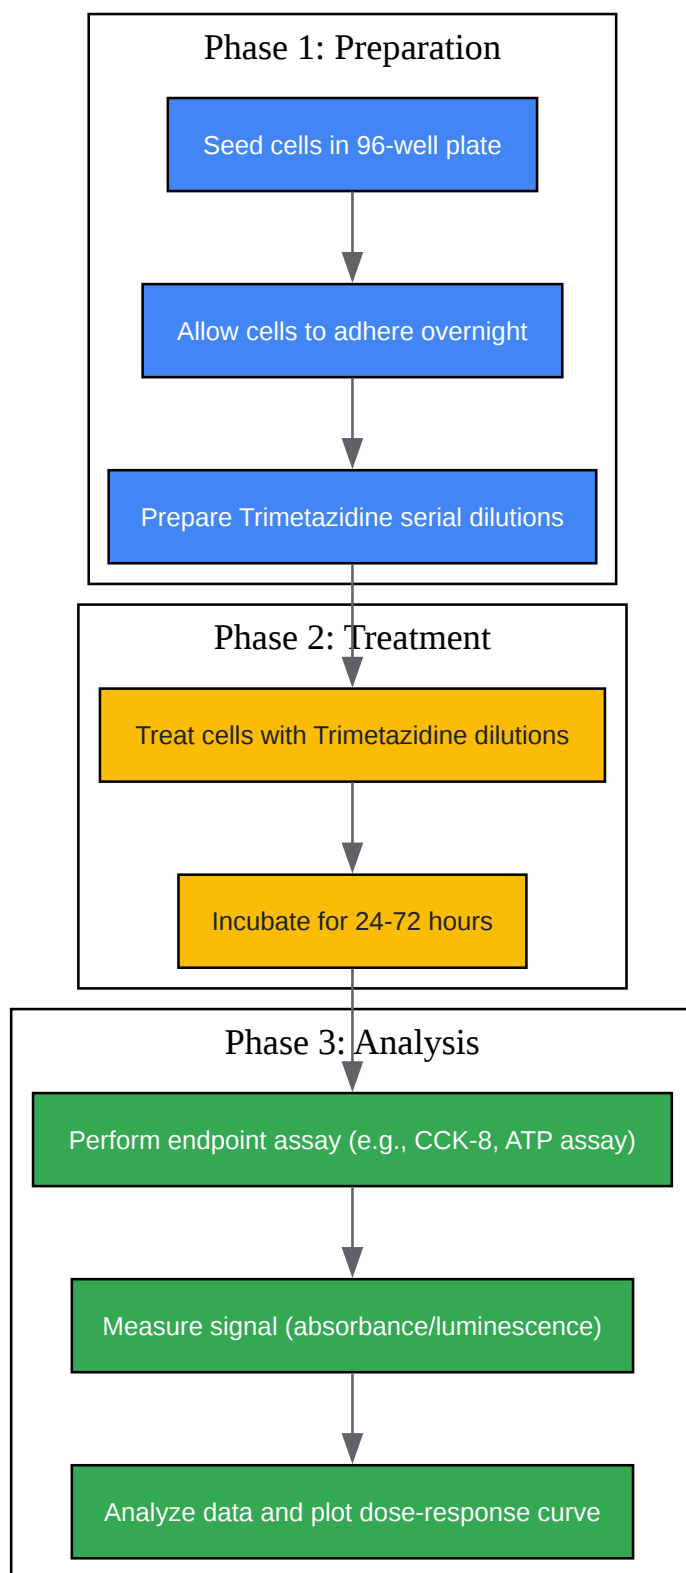 Phase 1: Preparation
Seed cells in 96-well plate
Allow cells to adhere overnight
Prepare Trimetazidine serial dilutions
Phase 2: Treatment
Treat cells with Trimetazidine dilutions
Incubate for 24-72 hours
Phase 3: Analysis
Perform endpoint assay (e.g., CCK-8, ATP assay)
Measure signal (absorbance/luminescence)
Analyze data and plot dose-response curve